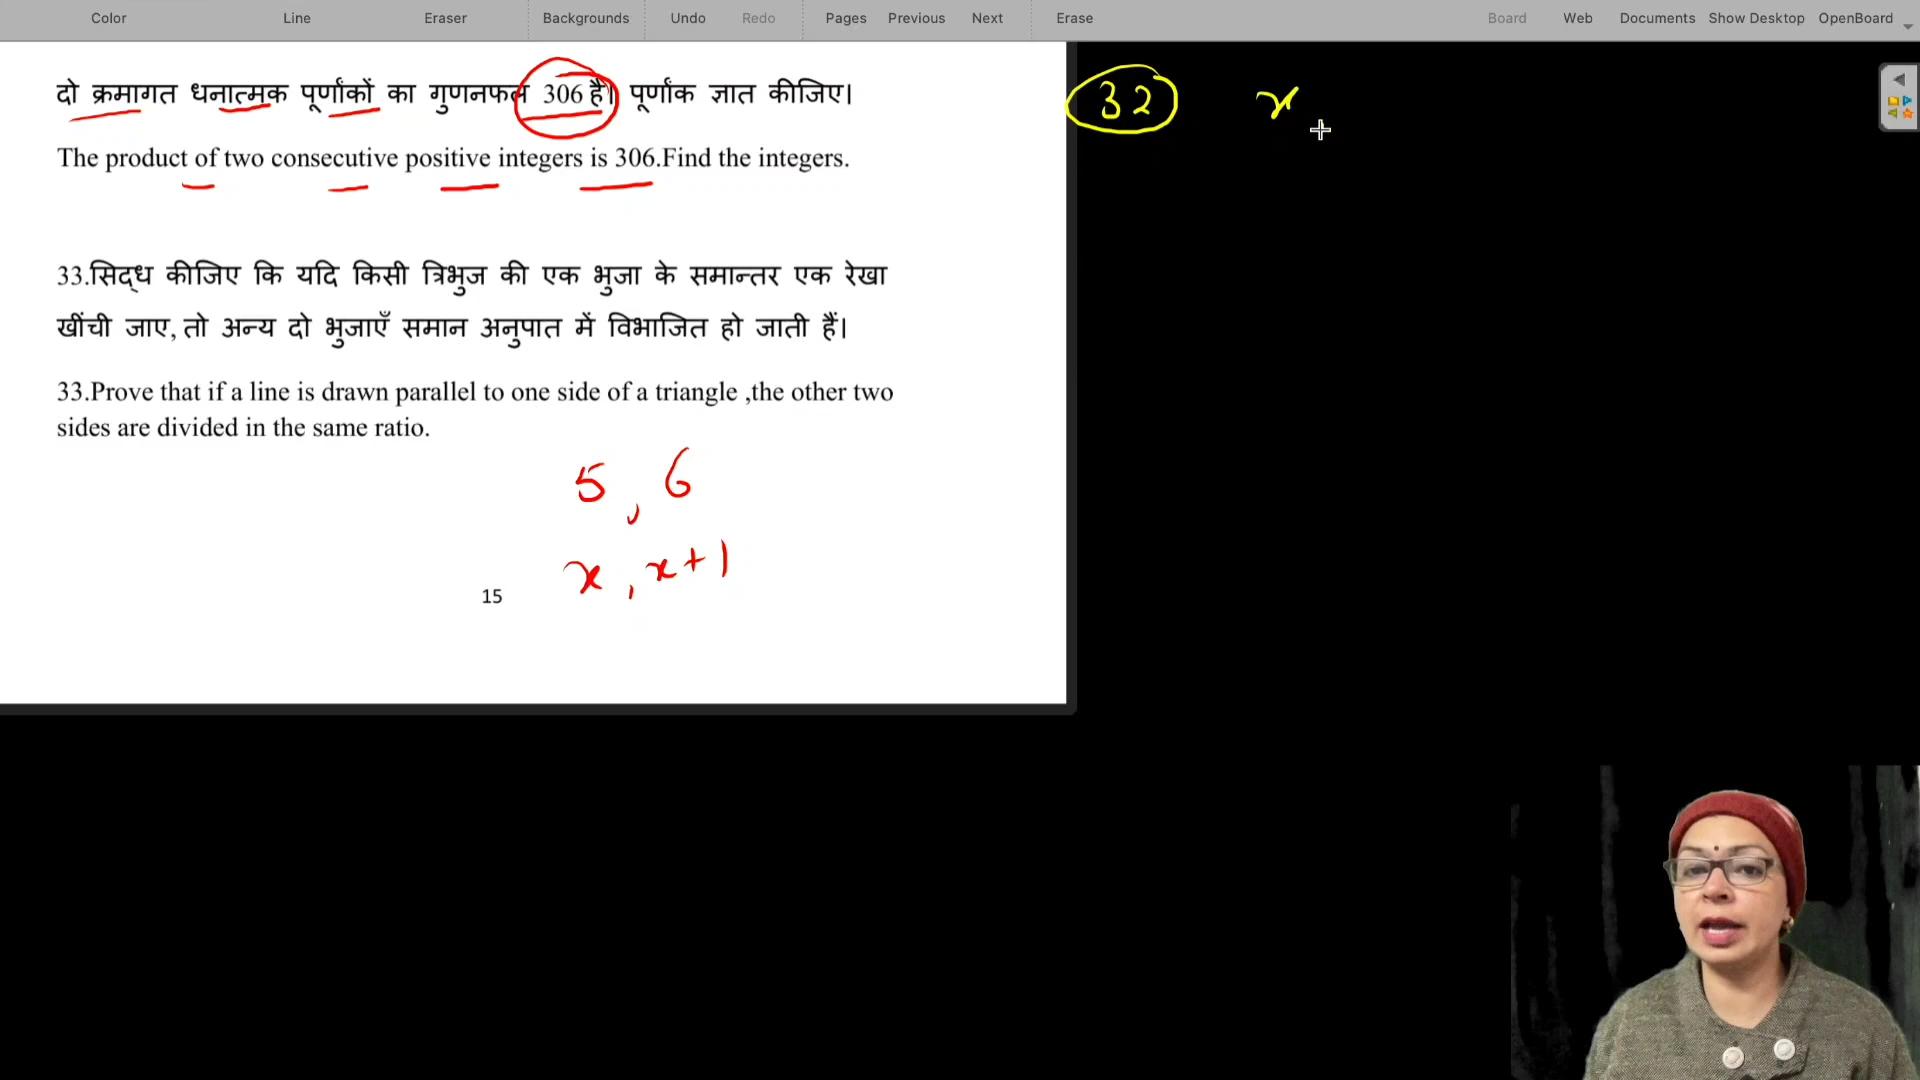 Color Line Eraser Backgrounds Undo Redo Pages Previous Next Erase Board Web Documents Show Desktop OpenBoard
दो क्रमागत धनात्मक पूर्णांकों का गुणनफल 306 है। पूर्णांक ज्ञात कीजिए।
32 x
The product of two consecutive positive integers is 306.Find the integers.
33.सिद्ध कीजिए कि यदि किसी त्रिभुज की एक भुजा के समान्तर एक रेखा
खींची जाए, तो अन्य दो भुजाएँ समान अनुपात में विभाजित हो जाती हैं।
33.Prove that if a line is drawn parallel to one side of a triangle ,the other two
sides are divided in the same ratio.
5 , 6
x , x+1
15